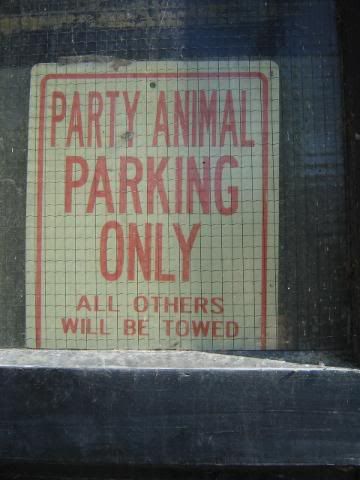 PARTY ANIMAL
PARKING
ONLY
ALL OTHERS
WILL BE TOWED